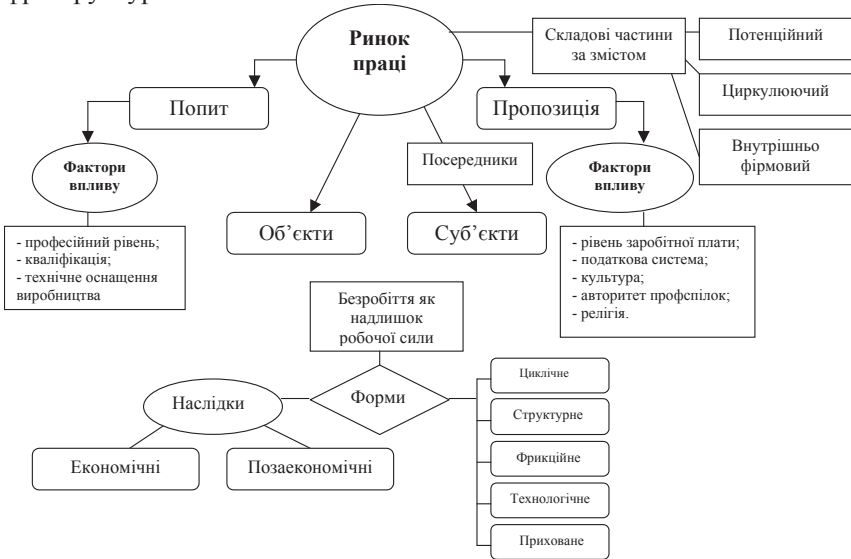 Ринок
праці
Складові частини
за змістом
Потенційний
Циркулюючий
Внутрішньо
фірмовий
Попит
Пропозиція
Фактори
впливу
Посередники
Фактори
впливу
Об’єкти
Суб’єкти
- професійний рівень;
- кваліфікація;
- технічне оснащення
виробництва
- рівень заробітної плати;
- податкова система;
- культура;
- авторитет профспілок;
- релігія.
Безробіття як
надлишок
робочої сили
Наслідки
Форми
Циклічне
Структурне
Фрикційне
Технологічне
Приховане
Економічні
Позаекономічні